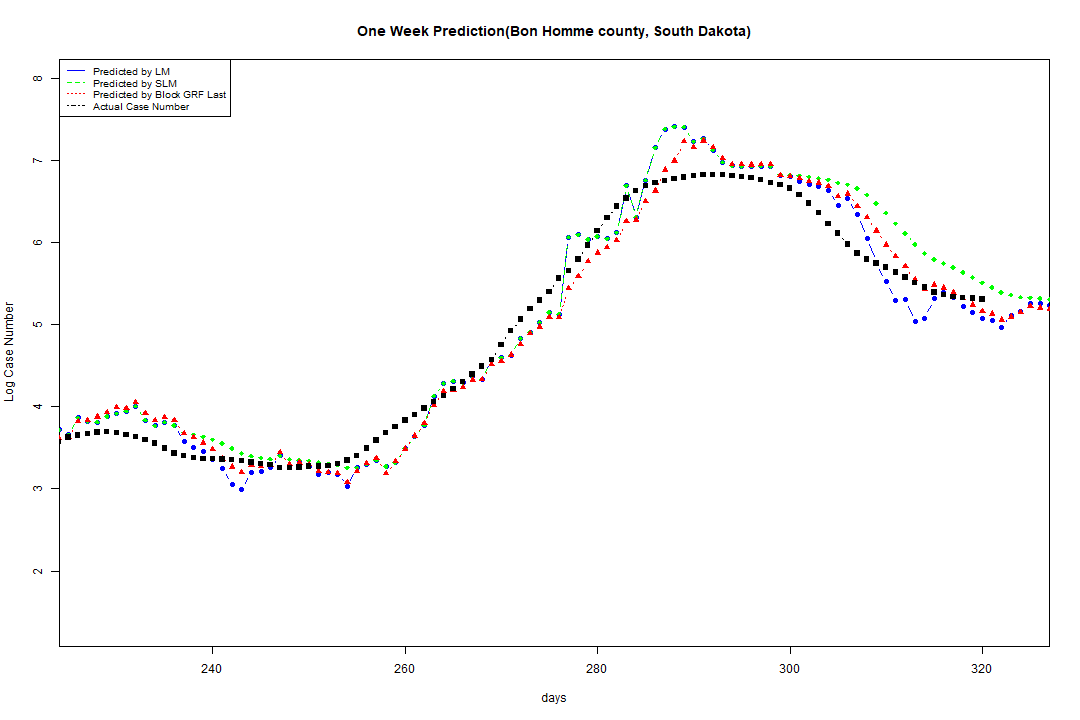 One Week Prediction(Bon Homme county, South Dakota)
Predicted by LM
Predicted by SLM
Predicted by Block GRF Last
Actual Case Number
8
7
6
5
4
3
2
Log Case Number
240 260 280 300 320
days